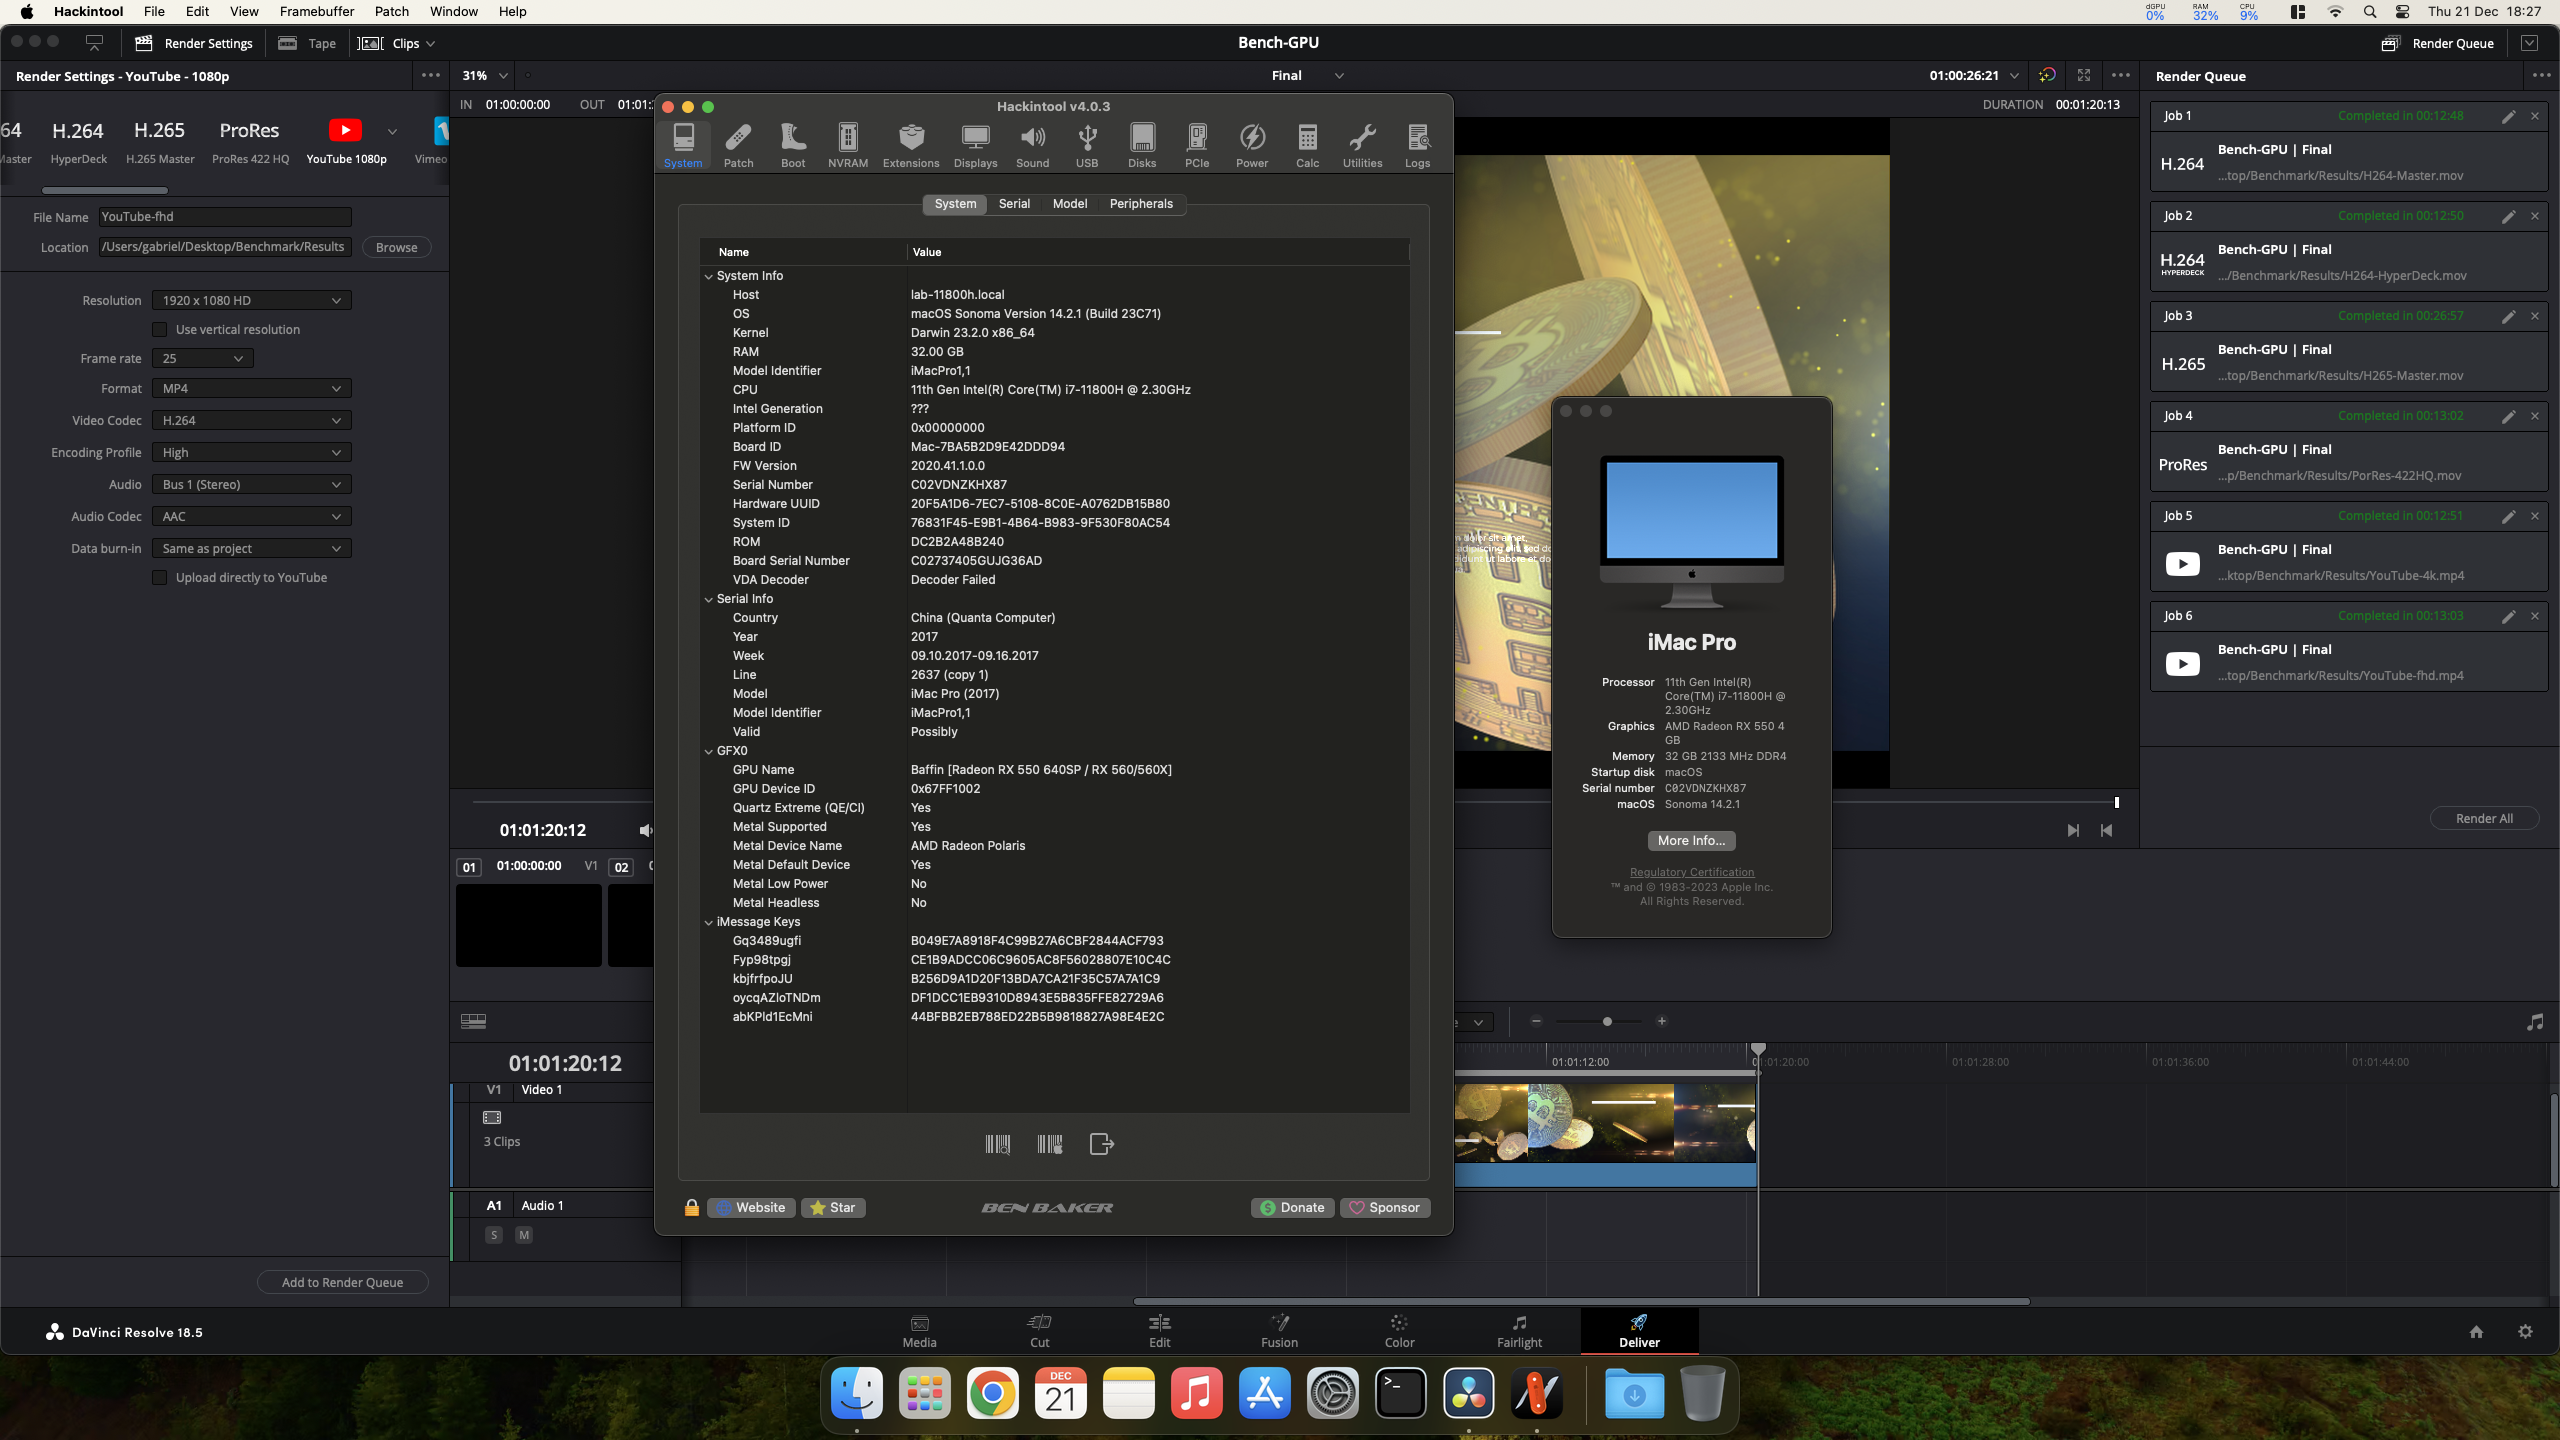 Hackintool File Edit View Framebuffer Patch Window Help
dGPU 0% RAM 32% CPU 9% Thu 21 Dec 18:27
Render Settings Tape Clips
Bench-GPU
Render Queue
Render Settings - YouTube - 1080p
31%
Final
01:00:26:21
Render Queue
IN 01:00:00:00 OUT
DURATION 00:01:20:13
H.264 H.265 ProRes
HyperDeck H.265 Master ProRes 422 HQ YouTube 1080p Vimeo
File Name YouTube-fhd
Location /Users/gabriel/Desktop/Benchmark/Results Browse
Resolution 1920 x 1080 HD
Use vertical resolution
Frame rate 25
Format MP4
Video Codec H.264
Encoding Profile High
Audio Bus 1 (Stereo)
Audio Codec AAC
Data burn-in Same as project
Upload directly to YouTube
Add to Render Queue
Hackintool v4.0.3
System Patch Boot NVRAM Extensions Displays Sound USB Disks PCIe Power Calc Utilities Logs
System Serial Model Peripherals
Name Value
System Info
Host lab-11800h.local
OS macOS Sonoma Version 14.2.1 (Build 23C71)
Kernel Darwin 23.2.0 x86_64
RAM 32.00 GB
Model Identifier iMacPro1,1
CPU 11th Gen Intel(R) Core(TM) i7-11800H @ 2.30GHz
Intel Generation ???
Platform ID 0x00000000
Board ID Mac-7BA5B2D9E42DDD94
FW Version 2020.41.1.0.0
Serial Number C02VDNZKHX87
Hardware UUID 20F5A1D6-7EC7-5108-8C0E-A0762DB15B80
System ID 76831F45-E9B1-4B64-B983-9F530F80AC54
ROM DC2B2A48B240
Board Serial Number C02737405GUJG36AD
VDA Decoder Decoder Failed
Serial Info
Country China (Quanta Computer)
Year 2017
Week 09.10.2017-09.16.2017
Line 2637 (copy 1)
Model iMac Pro (2017)
Model Identifier iMacPro1,1
Valid Possibly
GFX0
GPU Name Baffin [Radeon RX 550 640SP / RX 560/560X]
GPU Device ID 0x67FF1002
Quartz Extreme (QE/CI) Yes
Metal Supported Yes
Metal Device Name AMD Radeon Polaris
Metal Default Device Yes
Metal Low Power No
Metal Headless No
iMessage Keys
Gq3489ugfi B049E7A8918F4C99B27A6CBF2844ACF793
Fyp98tpgj CE1B9ADCC06C9605AC8F56028807E10C4C
kbjfrfpoJU B256D9A1D20F13BDA7CA21F35C57A7A1C9
oycqAZloTNDm DF1DCC1EB9310D8943E5B835FFE82729A6
abKPld1EcMni 44BFBB2EB788ED22B5B9818827A98E4E2C
Website Star BEN BAKER Donate Sponsor
iMac Pro
Processor 11th Gen Intel(R)
Core(TM) i7-11800H @
2.30GHz
Graphics AMD Radeon RX 550 4
GB
Memory 32 GB 2133 MHz DDR4
Startup disk macOS
Serial number C02VDNZKHX87
macOS Sonoma 14.2.1
More Info...
Regulatory Certification
™ and © 1983-2023 Apple Inc.
All Rights Reserved.
Job 1 Completed in 00:12:48
Bench-GPU | Final
H.264
...top/Benchmark/Results/H264-Master.mov
Job 2 Completed in 00:12:50
Bench-GPU | Final
H.264
HYPERDECK
.../Benchmark/Results/H264-HyperDeck.mov
Job 3 Completed in 00:26:57
Bench-GPU | Final
H.265
...top/Benchmark/Results/H265-Master.mov
Job 4 Completed in 00:13:02
Bench-GPU | Final
ProRes
...p/Benchmark/Results/PorRes-422HQ.mov
Job 5 Completed in 00:12:51
Bench-GPU | Final
...ktop/Benchmark/Results/YouTube-4k.mp4
Job 6 Completed in 00:13:03
Bench-GPU | Final
...top/Benchmark/Results/YouTube-fhd.mp4
Render All
01:01:20:12
01 01:00:00:00 V1 02
01:01:20:12
01:01:12:00 01:01:20:00 01:01:28:00 01:01:36:00 01:01:44:00
V1 Video 1
3 Clips
A1 Audio 1
S M
DaVinci Resolve 18.5
Media Cut Edit Fusion Color Fairlight Deliver
DEC
21